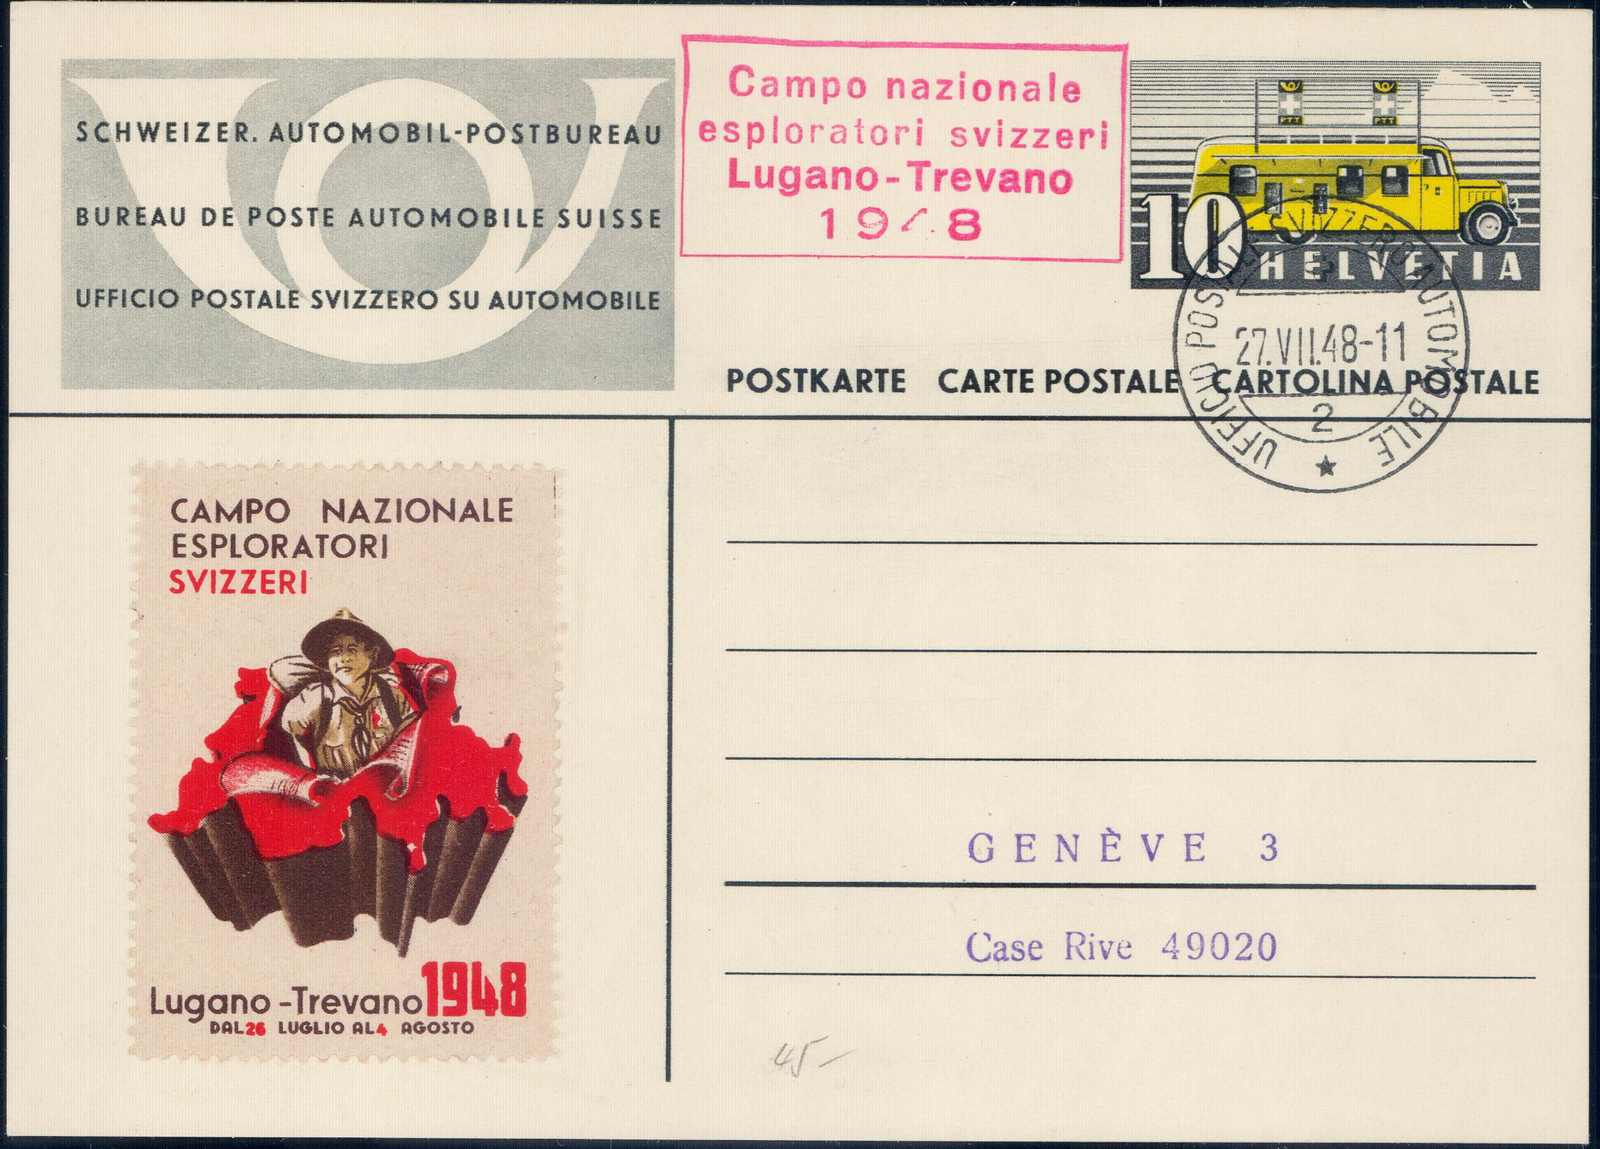 SCHWEIZER. AUTOMOBIL-POSTBUREAU
BUREAU DE POSTE AUTOMOBILE SUISSE
UFFICIO POSTALE SVIZZERO SU AUTOMOBILE
Campo nazionale
esploratori svizzeri
Lugano-Trevano
1948
PTT PTT
10 HELVETIA
POSTKARTE CARTE POSTALE CARTOLINA POSTALE
UFFICIO POSTALE SVIZZERO AUTOMOBILE
27.VII.48-11
2
CAMPO NAZIONALE
ESPLORATORI
SVIZZERI
Lugano-Trevano 1948
DAL 26 LUGLIO AL 4 AGOSTO
GENÈVE 3
Case Rive 49020
45-